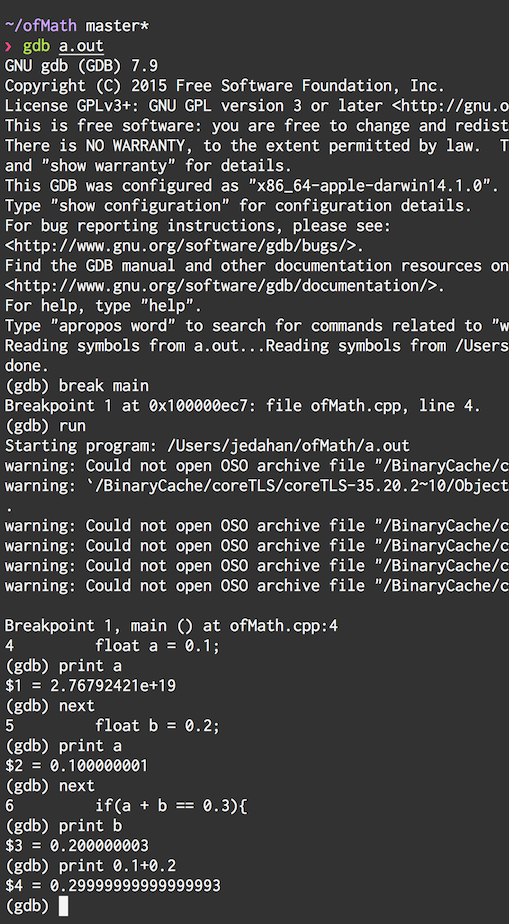 ~/ofMath master*
❯ gdb a.out
GNU gdb (GDB) 7.9
Copyright (C) 2015 Free Software Foundation, Inc.
License GPLv3+: GNU GPL version 3 or later <http://gnu.o
This is free software: you are free to change and redist
There is NO WARRANTY, to the extent permitted by law.  T
and "show warranty" for details.
This GDB was configured as "x86_64-apple-darwin14.1.0".
Type "show configuration" for configuration details.
For bug reporting instructions, please see:
<http://www.gnu.org/software/gdb/bugs/>.
Find the GDB manual and other documentation resources on
<http://www.gnu.org/software/gdb/documentation/>.
For help, type "help".
Type "apropos word" to search for commands related to "w
Reading symbols from a.out...Reading symbols from /Users
done.
(gdb) break main
Breakpoint 1 at 0x100000ec7: file ofMath.cpp, line 4.
(gdb) run
Starting program: /Users/jedahan/ofMath/a.out
warning: Could not open OSO archive file "/BinaryCache/c
warning: `/BinaryCache/coreTLS/coreTLS-35.20.2~10/Object
.
warning: Could not open OSO archive file "/BinaryCache/c
warning: Could not open OSO archive file "/BinaryCache/c
warning: Could not open OSO archive file "/BinaryCache/c
warning: Could not open OSO archive file "/BinaryCache/c
Breakpoint 1, main () at ofMath.cpp:4
4         float a = 0.1;
(gdb) print a
$1 = 2.76792421e+19
(gdb) next
5         float b = 0.2;
(gdb) print a
$2 = 0.100000001
(gdb) next
6         if(a + b == 0.3){
(gdb) print b
$3 = 0.200000003
(gdb) print 0.1+0.2
$4 = 0.29999999999999993
(gdb)